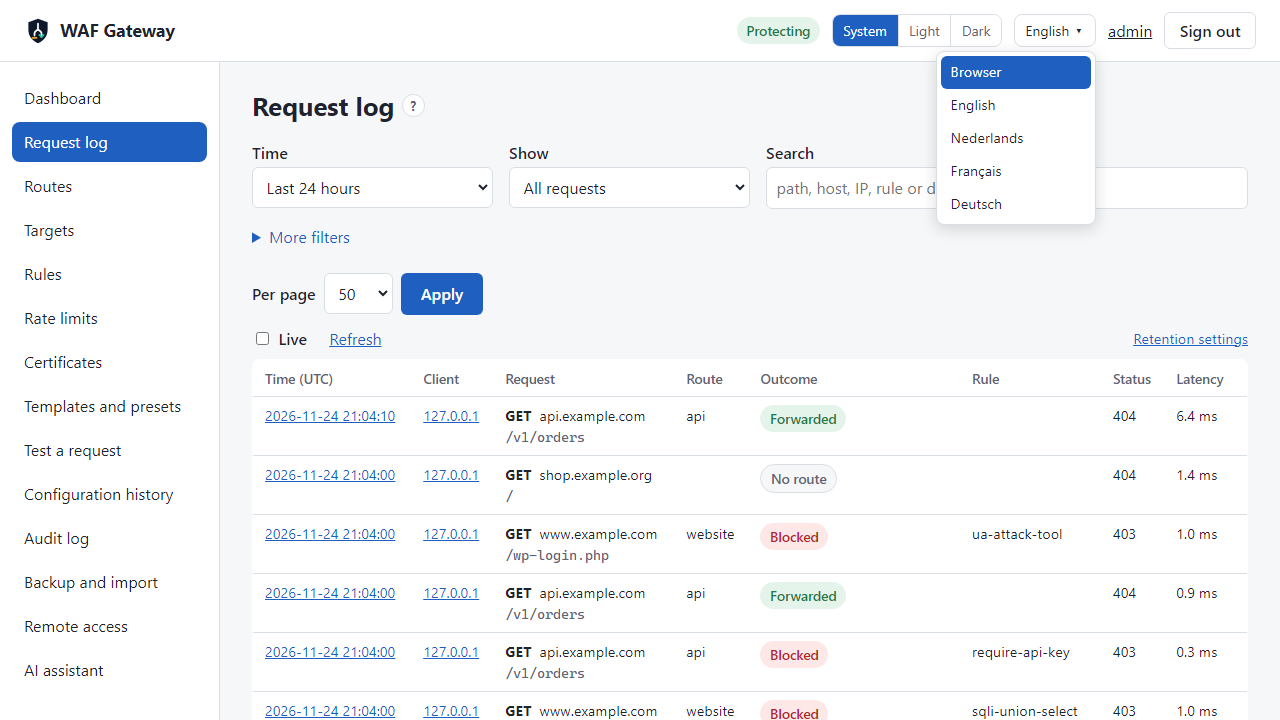 WAF Gateway
Protecting
System Light Dark
English ▾
admin
Sign out
Browser
English
Nederlands
Français
Deutsch
Dashboard
Request log
Routes
Targets
Rules
Rate limits
Certificates
Templates and presets
Test a request
Configuration history
Audit log
Backup and import
Remote access
AI assistant
Request log ?
Time Show Search
Last 24 hours All requests path, host, IP, rule or d
More filters
Per page 50 Apply
Live Refresh Retention settings
Time (UTC) Client Request Route Outcome Rule Status Latency
2026-11-24 21:04:10 127.0.0.1 GET api.example.com api Forwarded 404 6.4 ms
/v1/orders
2026-11-24 21:04:00 127.0.0.1 GET shop.example.org No route 404 1.4 ms
/
2026-11-24 21:04:00 127.0.0.1 GET www.example.com website Blocked ua-attack-tool 403 1.0 ms
/wp-login.php
2026-11-24 21:04:00 127.0.0.1 GET api.example.com api Forwarded 404 0.9 ms
/v1/orders
2026-11-24 21:04:00 127.0.0.1 GET api.example.com api Blocked require-api-key 403 0.3 ms
/v1/orders
2026-11-24 21:04:00 127.0.0.1 GET www.example.com website Blocked sqli-union-select 403 1.0 ms